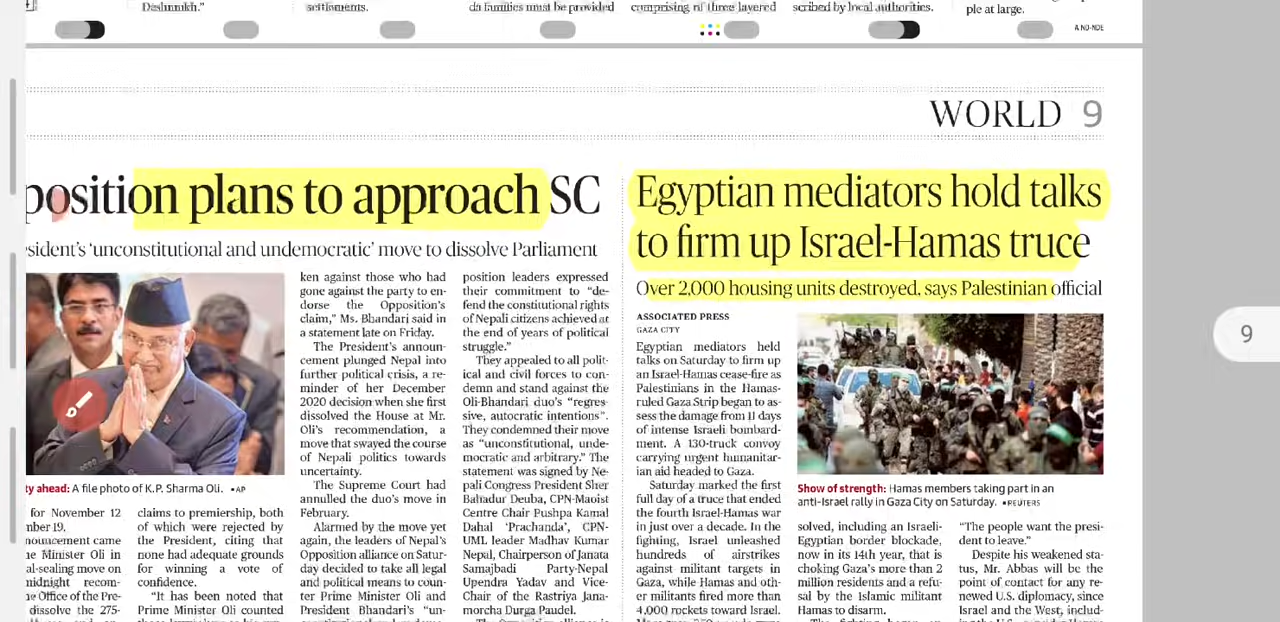 Deshmukh."
settlements.
da families must be provided
comprising of three layered
scribed by local authorities.
ple at large.
A ND-NDE
WORLD 9
position plans to approach SC
esident's 'unconstitutional and undemocratic' move to dissolve Parliament
ty ahead: A file photo of K.P. Sharma Oli. •AP
for November 12
mber 19.
nouncement came
e Minister Oli in
al-sealing move on
midnight recom-
e Office of the Pre-
dissolve the 275-
claims to premiership, both
of which were rejected by
the President, citing that
none had adequate grounds
for winning a vote of
confidence.
"It has been noted that
Prime Minister Oli counted
ken against those who had
gone against the party to en-
dorse the Opposition's
claim," Ms. Bhandari said in
a statement late on Friday.
The President's announ-
cement plunged Nepal into
further political crisis, a re-
minder of her December
2020 decision when she first
dissolved the House at Mr.
Oli's recommendation, a
move that swayed the course
of Nepali politics towards
uncertainty.
The Supreme Court had
annulled the duo's move in
February.
Alarmed by the move yet
again, the leaders of Nepal's
Opposition alliance on Satur-
day decided to take all legal
and political means to coun-
ter Prime Minister Oli and
President Bhandari's "un-
position leaders expressed
their commitment to "de-
fend the constitutional rights
of Nepali citizens achieved at
the end of years of political
struggle."
They appealed to all polit-
ical and civil forces to con-
demn and stand against the
Oli-Bhandari duo's "regres-
sive, autocratic intentions".
They condemned their move
as "unconstitutional, unde-
mocratic and arbitrary." The
statement was signed by Ne-
pali Congress President Sher
Bahadur Deuba, CPN-Maoist
Centre Chair Pushpa Kamal
Dahal 'Prachanda', CPN-
UML leader Madhav Kumar
Nepal, Chairperson of Janata
Samajbadi Party-Nepal
Upendra Yadav and Vice-
Chair of the Rastriya Jana-
morcha Durga Paudel.
The Opposition alliance is
Egyptian mediators hold talks
to firm up Israel-Hamas truce
Over 2,000 housing units destroyed, says Palestinian official
ASSOCIATED PRESS
GAZA CITY
Egyptian mediators held
talks on Saturday to firm up
an Israel-Hamas cease-fire as
Palestinians in the Hamas-
ruled Gaza Strip began to as-
sess the damage from 11 days
of intense Israeli bombard-
ment. A 130-truck convoy
carrying urgent humanitar-
ian aid headed to Gaza.
Saturday marked the first
full day of a truce that ended
the fourth Israel-Hamas war
in just over a decade. In the
fighting, Israel unleashed
hundreds of airstrikes
against militant targets in
Gaza, while Hamas and oth-
er militants fired more than
4,000 rockets toward Israel.
Show of strength: Hamas members taking part in an
anti-Israel rally in Gaza City on Saturday. •REUTERS
solved, including an Israeli-
Egyptian border blockade,
now in its 14th year, that is
choking Gaza's more than 2
million residents and a refu-
sal by the Islamic militant
Hamas to disarm.
"The people want the presi-
dent to leave."
Despite his weakened sta-
tus, Mr. Abbas will be the
point of contact for any re-
newed U.S. diplomacy, since
Israel and the West, includ-
9